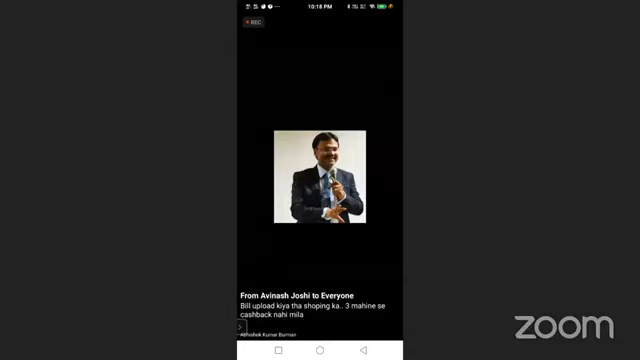 10:18 PM
REC
From Avinash Joshi to Everyone
Bill upload kiya tha shoping ka.. 3 mahine se
cashback nahi mila
Abhishek Kumar Burman
zoom